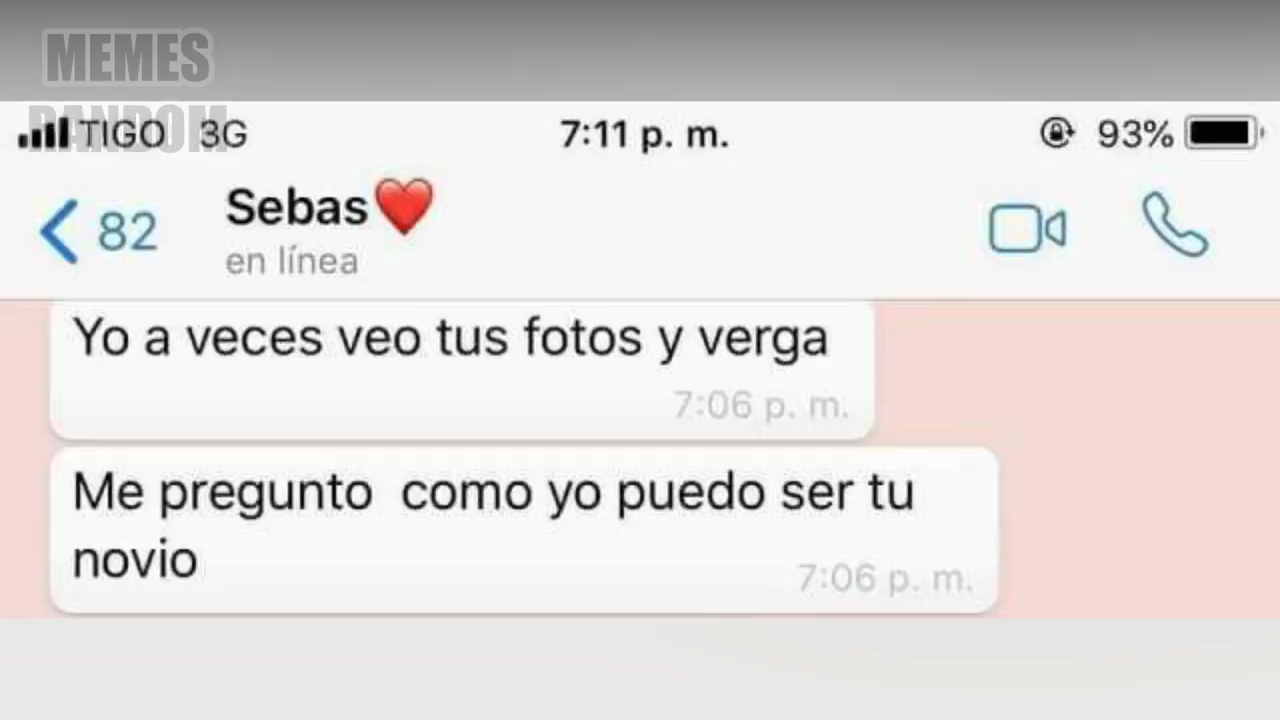 MEMES
RANDOM
TIGO 3G 7:11 p. m. 93%
82 Sebas❤️
en línea
Yo a veces veo tus fotos y verga
7:06 p. m.
Me pregunto como yo puedo ser tu
novio
7:06 p. m.